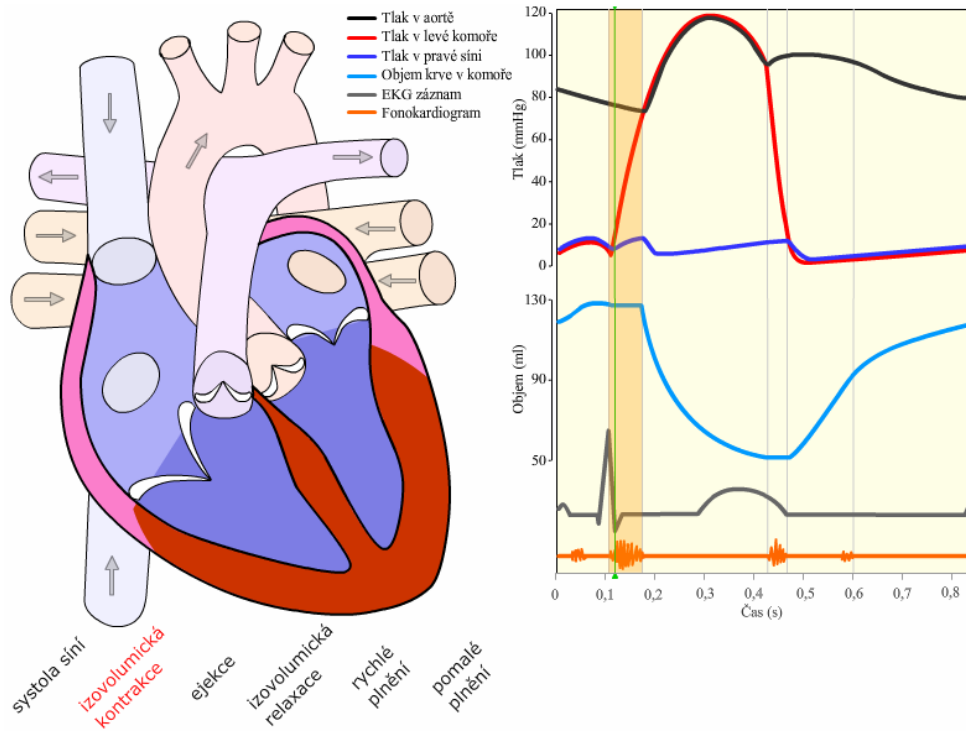 Tlak v aortě
Tlak v levé komoře
Tlak v pravé síni
Objem krve v komoře
EKG záznam
Fonokardiogram
120
100
80
60
40
20
0
Tlak (mmHg)
130
90
50
Objem (ml)
0
0,1
0,2
0,3
0,4
0,5
0,6
0,7
0,8
Čas (s)
systola síní
izovolumická
kontrakce
ejekce
izovolumická
relaxace
rychlé
plnění
pomalé
plnění